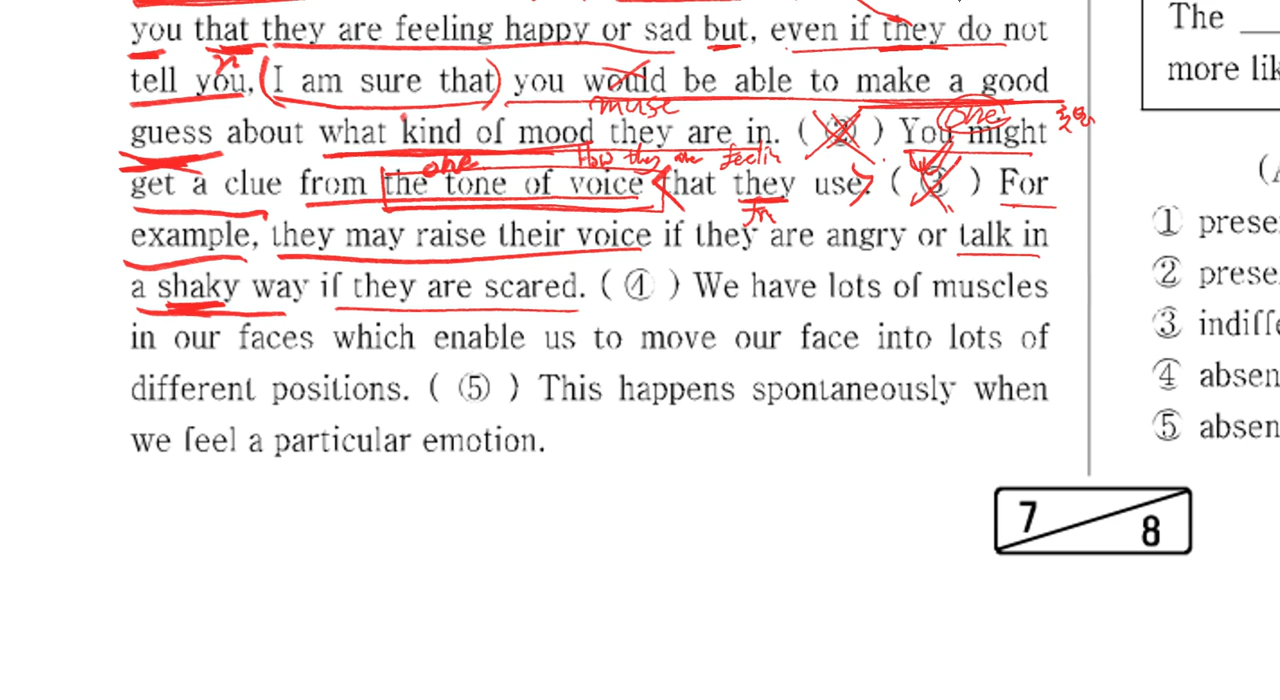 you that they are feeling happy or sad but, even if they do not
tell you, (I am sure that) you would be able to make a good
muse
one
guess about what kind of mood they are in. ( ② ) You might
one How they are feelin
get a clue from the tone of voice that they use. ( ③ ) For
example, they may raise their voice if they are angry or talk in
a shaky way if they are scared. ( ④ ) We have lots of muscles
in our faces which enable us to move our face into lots of
different positions. ( ⑤ ) This happens spontaneously when
we feel a particular emotion.
The
more lik
(A
① prese
② prese
③ indiffe
④ absen
⑤ absen
7 8